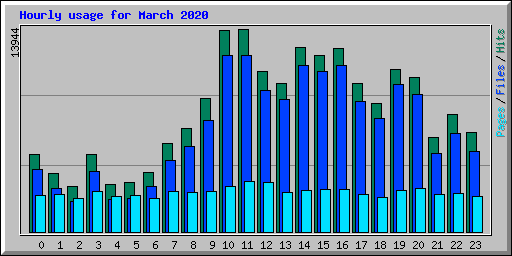 Hourly usage for March 2020
13944
Pages/Files/Hits
0 1 2 3 4 5 6 7 8 9 10 11 12 13 14 15 16 17 18 19 20 21 22 23